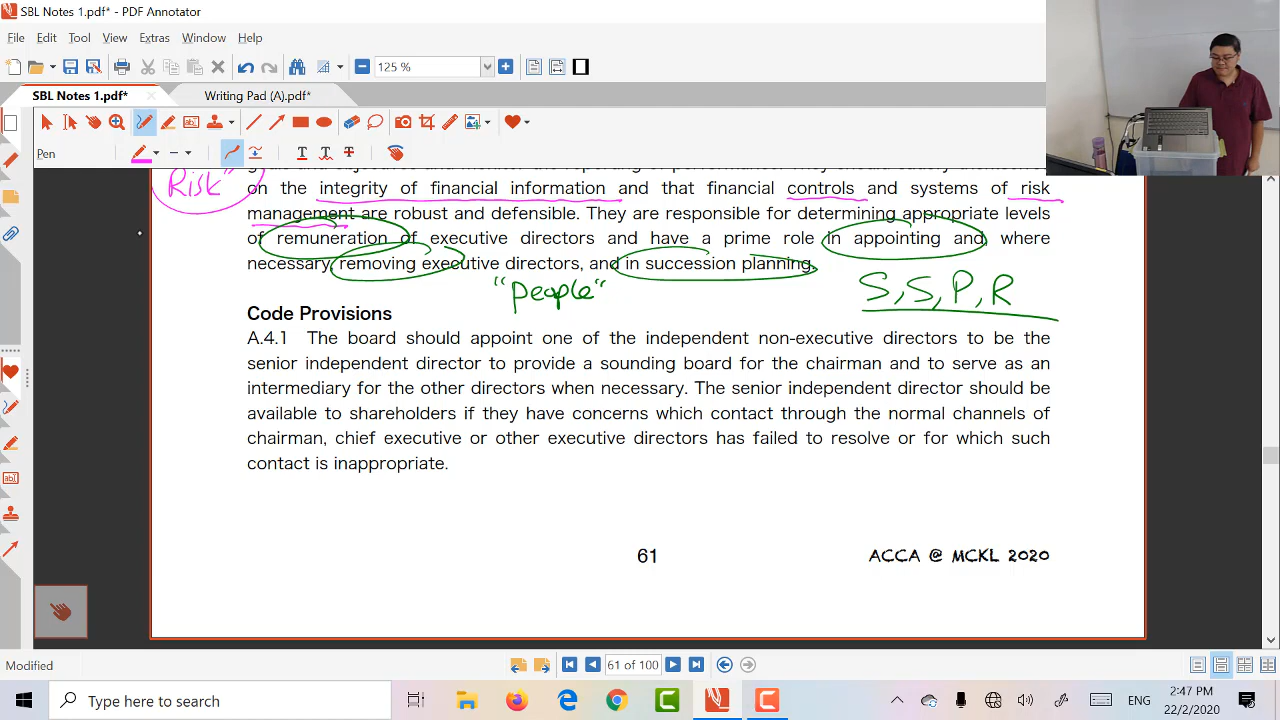 SBL Notes 1.pdf* - PDF Annotator
File Edit Tool View Extras Window Help
125 %
SBL Notes 1.pdf* Writing Pad (A).pdf*
Pen
Risk"
on the integrity of financial information and that financial controls and systems of risk
management are robust and defensible. They are responsible for determining appropriate levels
of remuneration of executive directors and have a prime role in appointing and where
necessary, removing executive directors, and in succession planning.
"people"
S, S, P, R
Code Provisions
A.4.1 The board should appoint one of the independent non-executive directors to be the
senior independent director to provide a sounding board for the chairman and to serve as an
intermediary for the other directors when necessary. The senior independent director should be
available to shareholders if they have concerns which contact through the normal channels of
chairman, chief executive or other executive directors has failed to resolve or for which such
contact is inappropriate.
61
ACCA @ MCKL 2020
Modified
61 of 100
Type here to search
ENG
2:47 PM
22/2/2020